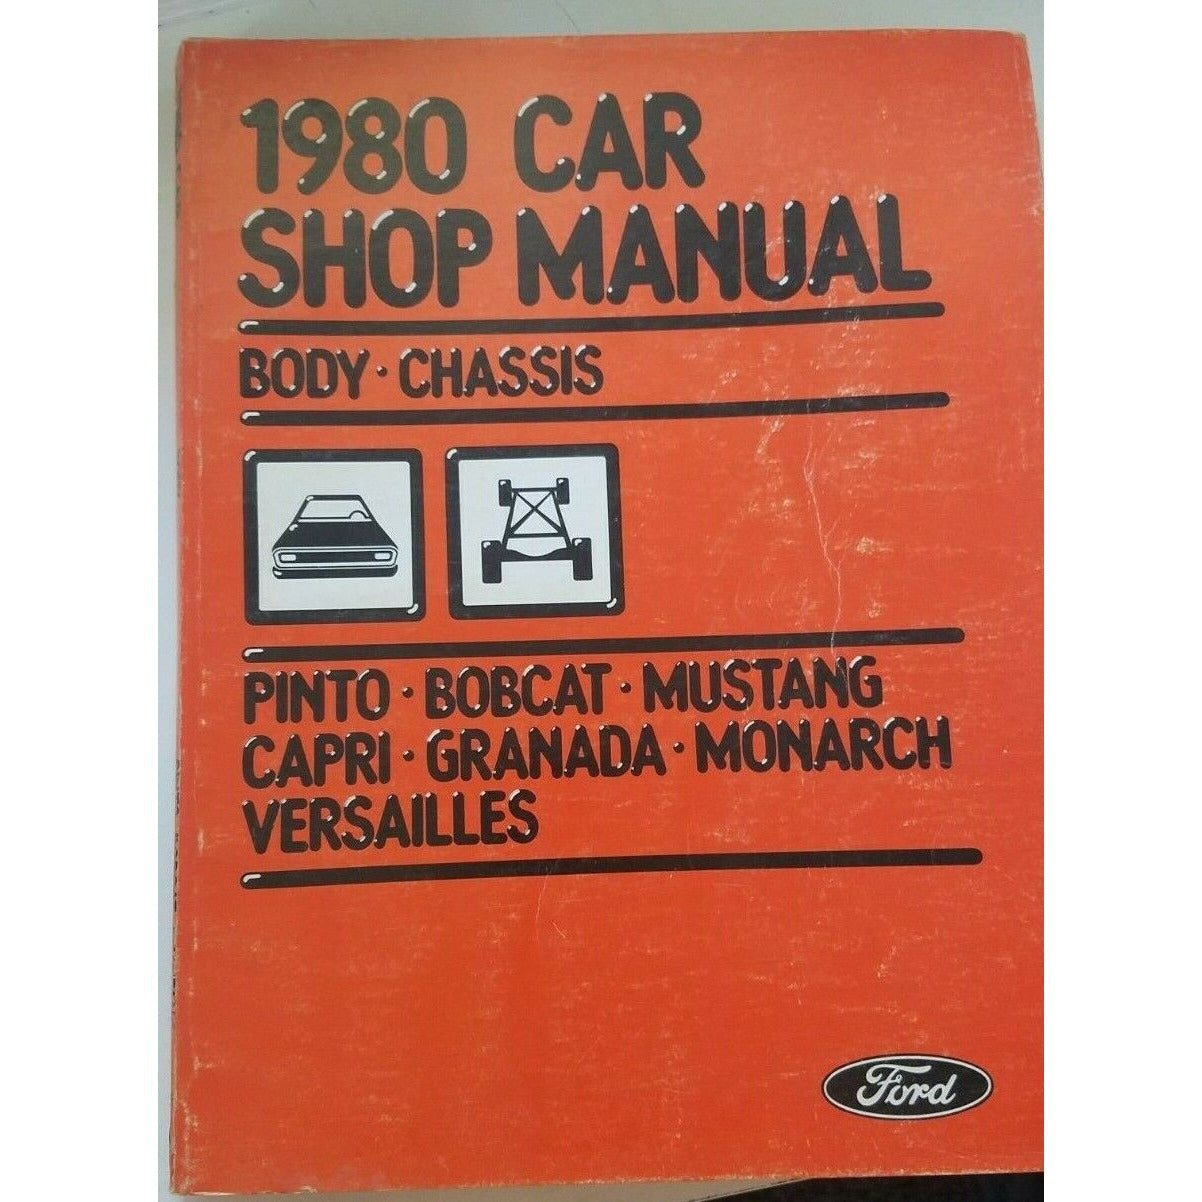 1980 CAR
SHOP MANUAL
BODY · CHASSIS
PINTO · BOBCAT · MUSTANG
CAPRI · GRANADA · MONARCH
VERSAILLES
Ford